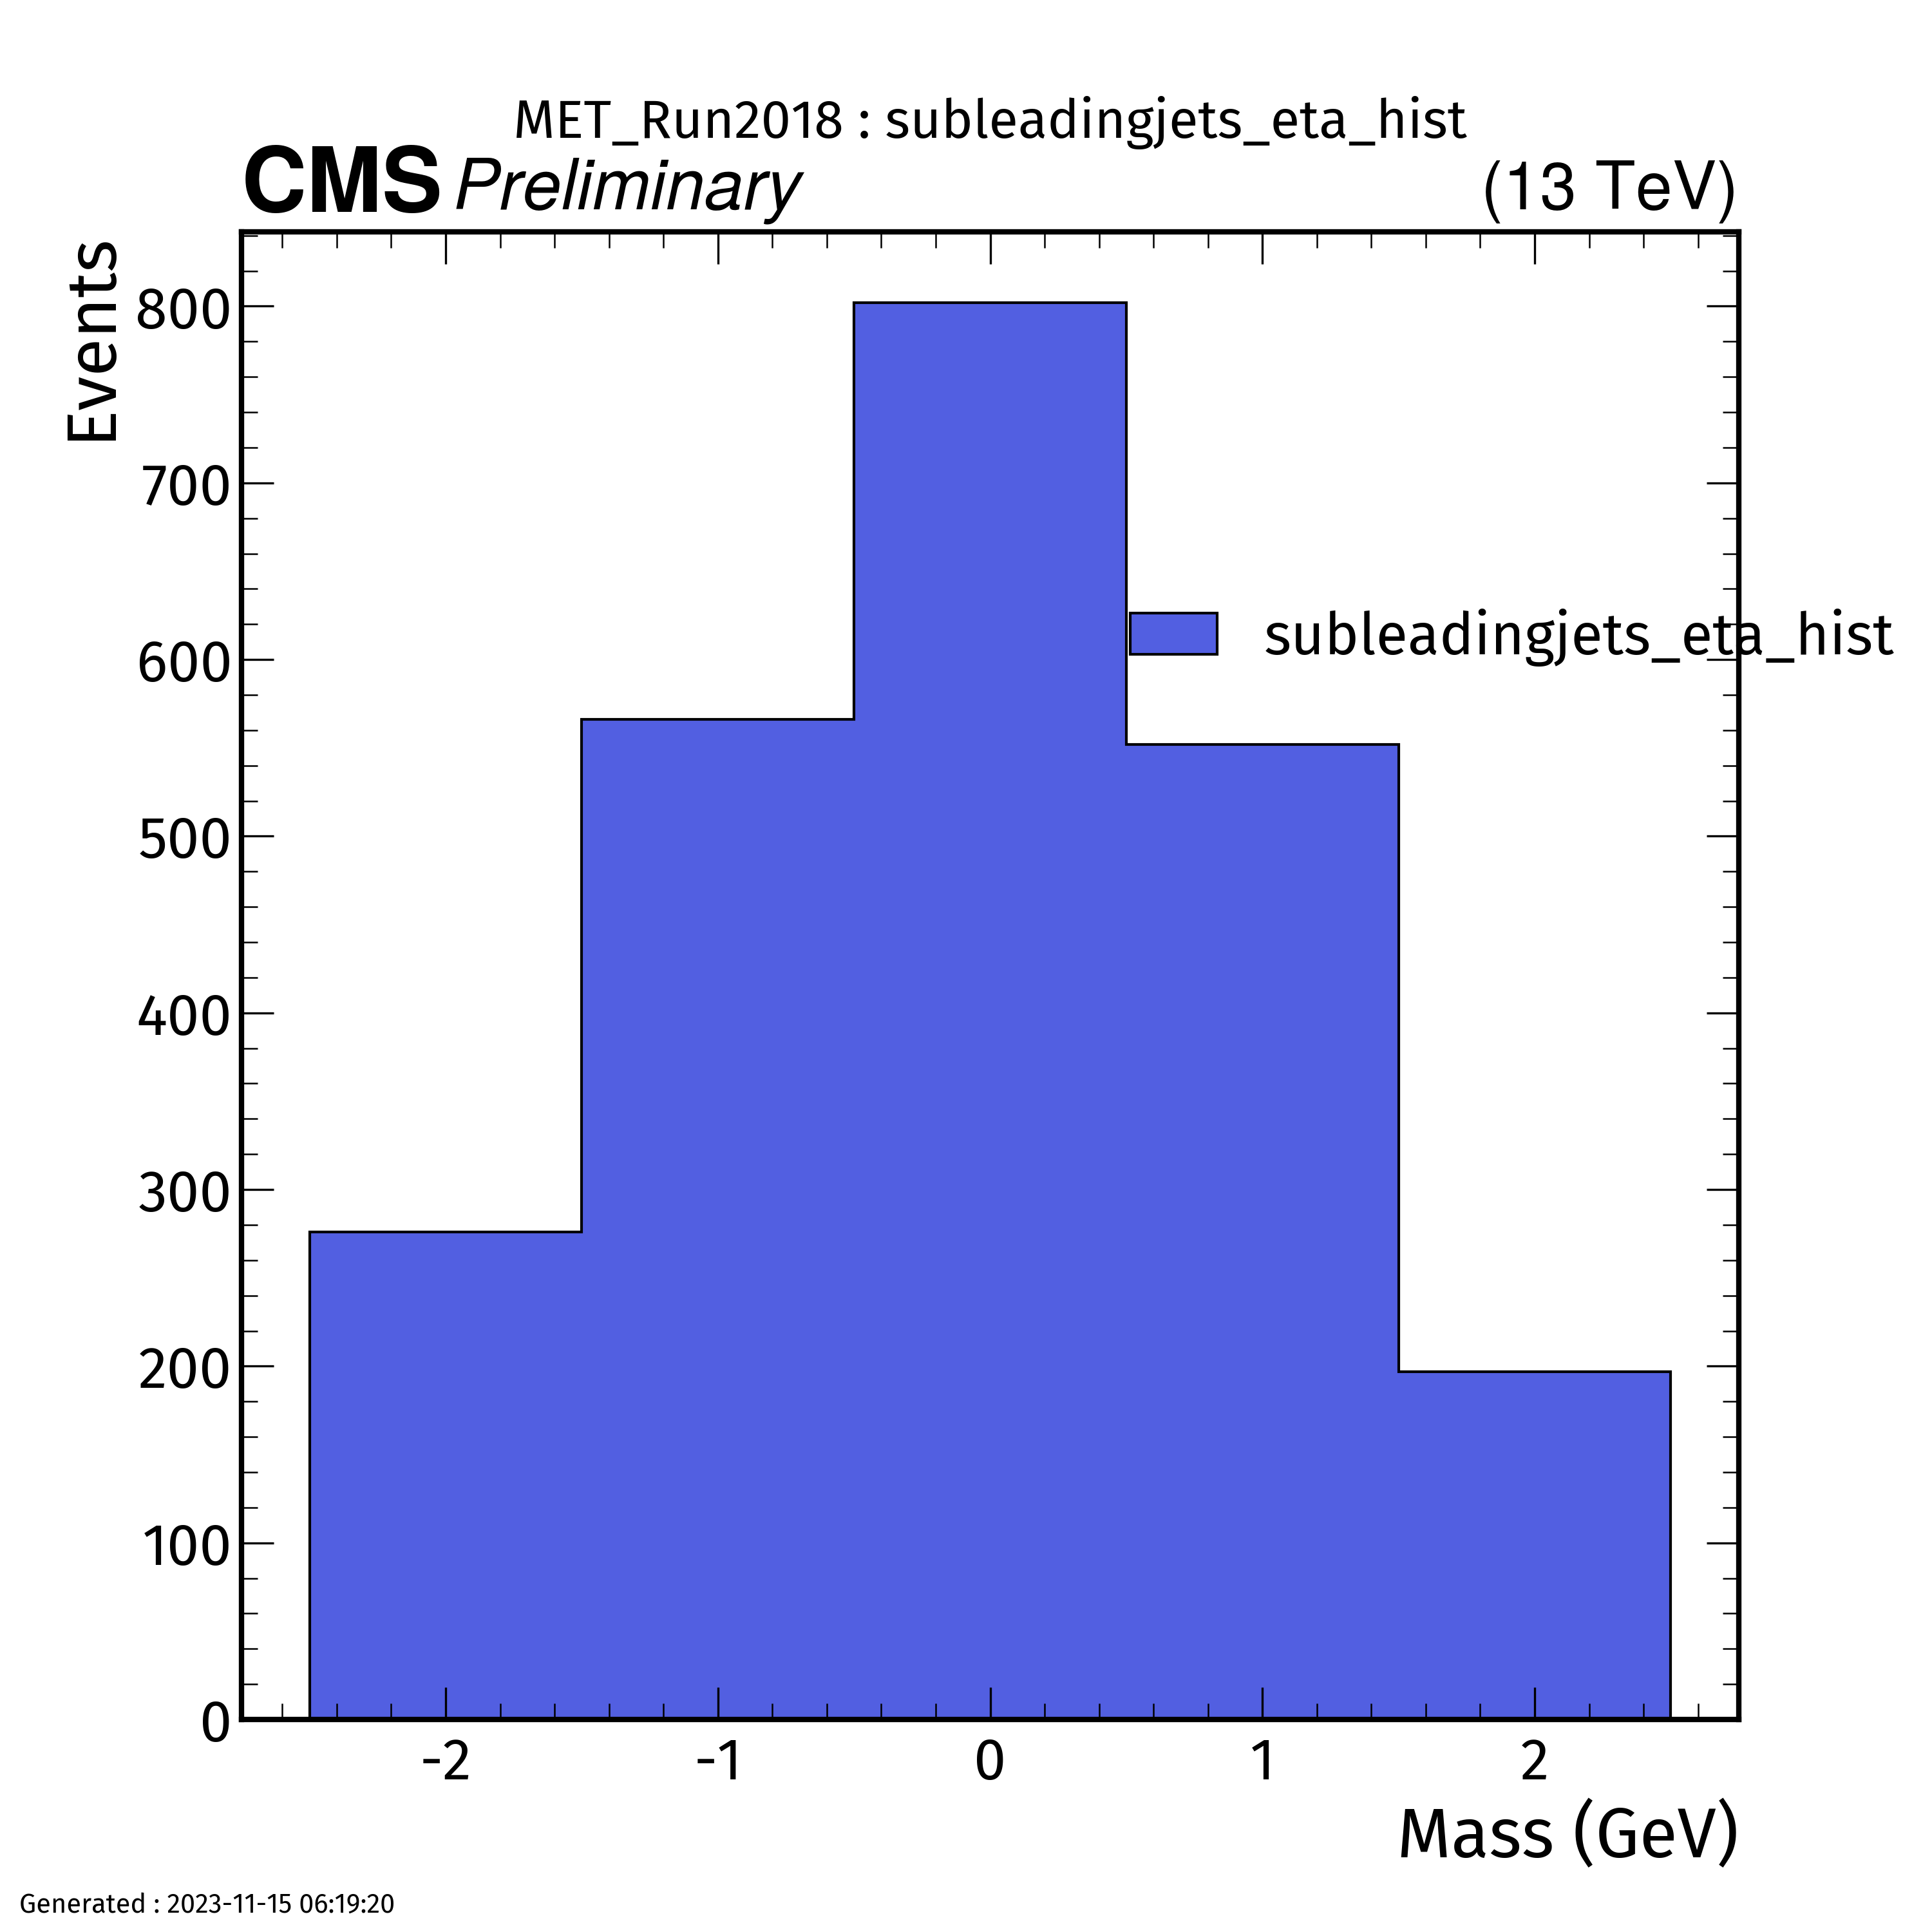 MET_Run2018 : subleadingjets_eta_hist
CMS Preliminary (13 TeV)
Events
800
700
subleadingjets_eta_hist
600
500
400
300
200
100
0
-2 -1 0 1 2
Mass (GeV)
Generated : 2023-11-15 06:19:20